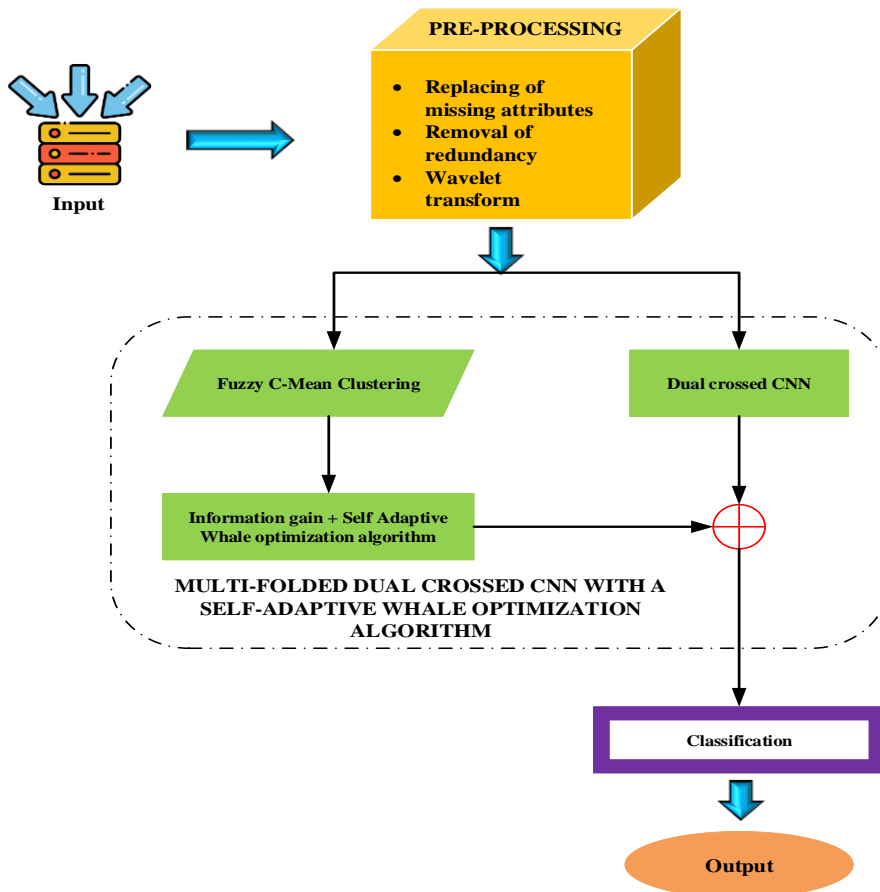 PRE-PROCESSING
• Replacing of
missing attributes
• Removal of
redundancy
• Wavelet
transform
Input
Fuzzy C-Mean Clustering
Dual crossed CNN
Information gain + Self Adaptive
Whale optimization algorithm
MULTI-FOLDED DUAL CROSSED CNN WITH A
SELF-ADAPTIVE WHALE OPTIMIZATION
ALGORITHM
Classification
Output